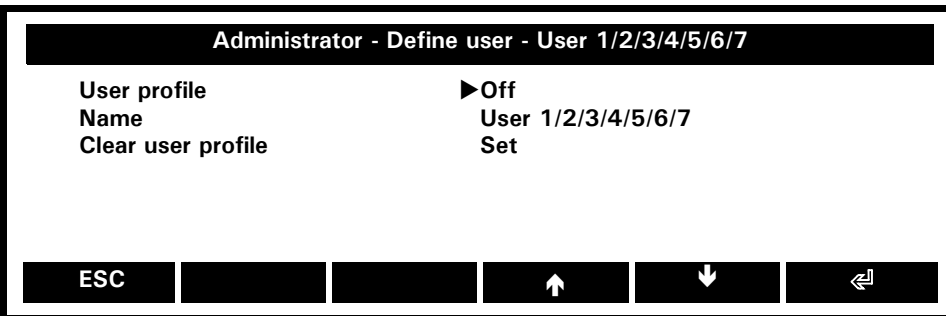 Administrator - Define user - User 1/2/3/4/5/6/7
User profile ▶Off
Name User 1/2/3/4/5/6/7
Clear user profile Set
ESC